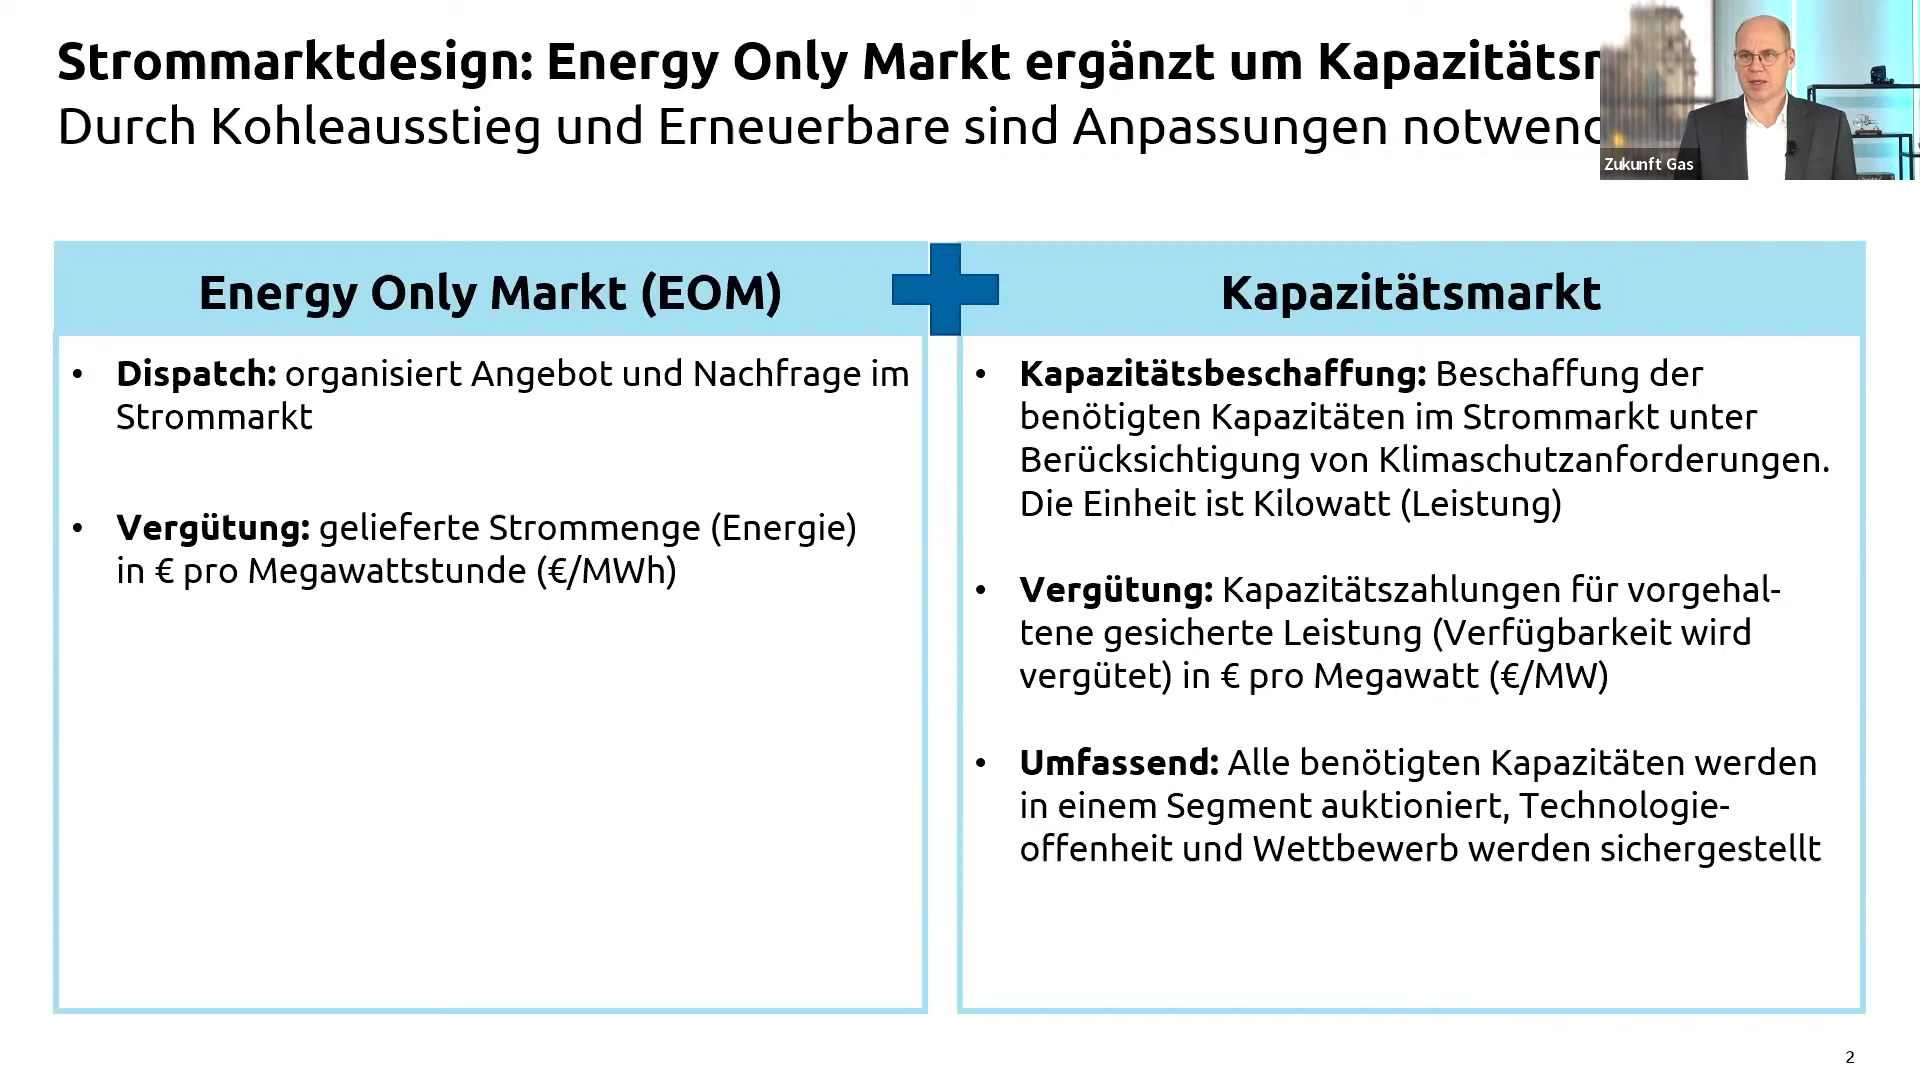 Strommarktdesign: Energy Only Markt ergänzt um
Durch Kohleausstieg und Erneuerbare sind Anpassungen
Zukunft Gas
Energy Only Markt (EOM)
• Dispatch: organisiert Angebot und Nachfrage im
Strommarkt
• Vergütung: gelieferte Strommenge (Energie)
in € pro Megawattstunde (€/MWh)
Kapazitätsmarkt
• Kapazitätsbeschaffung: Beschaffung der
benötigten Kapazitäten im Strommarkt unter
Berücksichtigung von Klimaschutzanforderungen.
Die Einheit ist Kilowatt (Leistung)
• Vergütung: Kapazitätszahlungen für vorgehal-
tene gesicherte Leistung (Verfügbarkeit wird
vergütet) in € pro Megawatt (€/MW)
• Umfassend: Alle benötigten Kapazitäten werden
in einem Segment auktioniert, Technologie-
offenheit und Wettbewerb werden sichergestellt
2